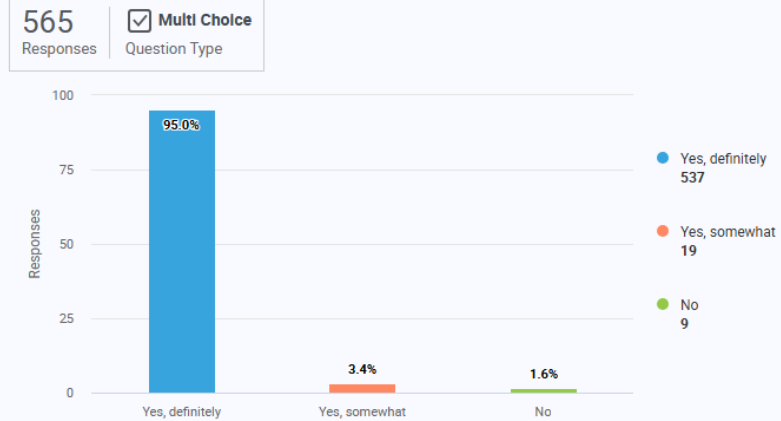 565
Responses
Multi Choice
Question Type
100
75
50
25
0
Responses
95.0%
3.4%
1.6%
Yes, definitely
Yes, somewhat
No
Yes, definitely
537
Yes, somewhat
19
No
9